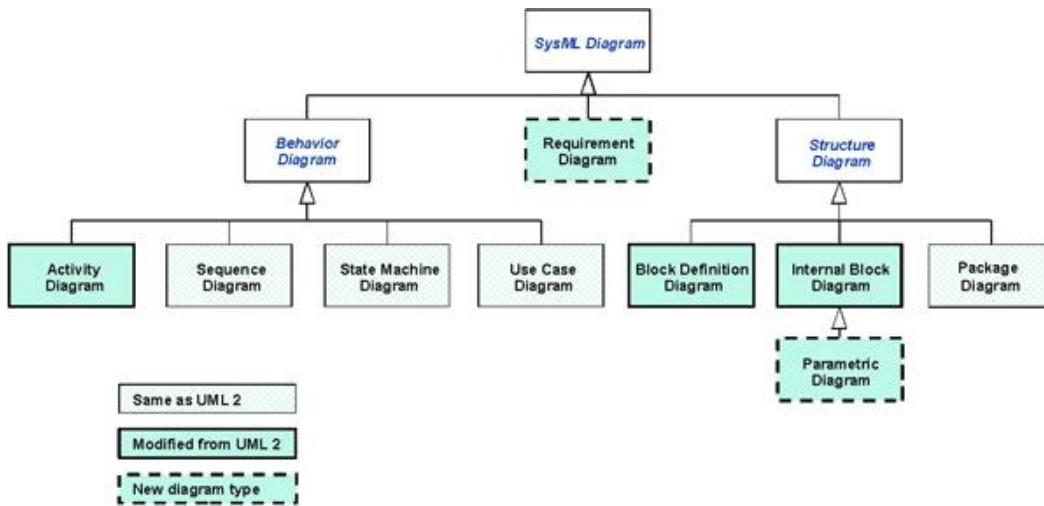 SysML Diagram
Behavior
Diagram
Requirement
Diagram
Structure
Diagram
Activity
Diagram
Sequence
Diagram
State Machine
Diagram
Use Case
Diagram
Block Definition
Diagram
Internal Block
Diagram
Package
Diagram
Parametric
Diagram
Same as UML 2
Modified from UML 2
New diagram type